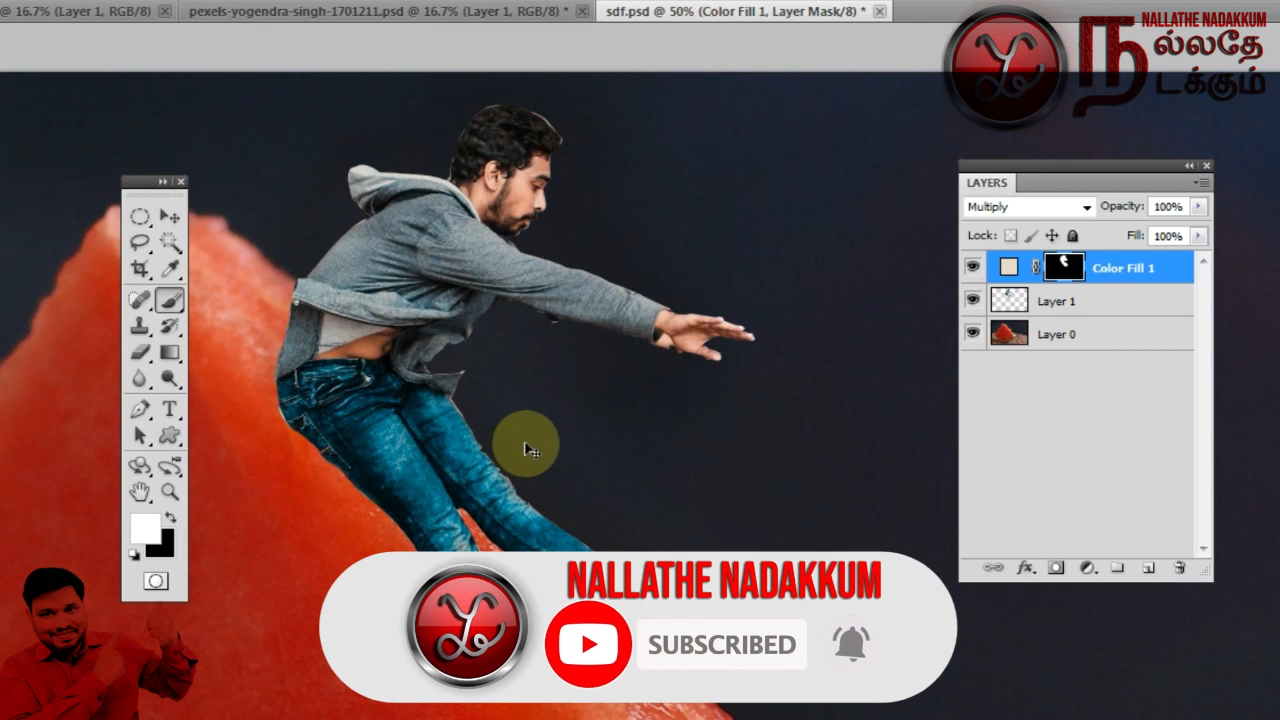 @ 16.7% (Layer 1, RGB/8)
pexels-yogendra-singh-1701211.psd @ 16.7% (Layer 1, RGB/8) *
sdf.psd @ 50% (Color Fill 1, Layer Mask/8) *
NALLATHE NADAKKUM
நல்லதே
நடக்கும்
LAYERS
Multiply
Opacity: 100%
Lock:
Fill: 100%
Color Fill 1
Layer 1
Layer 0
NALLATHE NADAKKUM
SUBSCRIBED